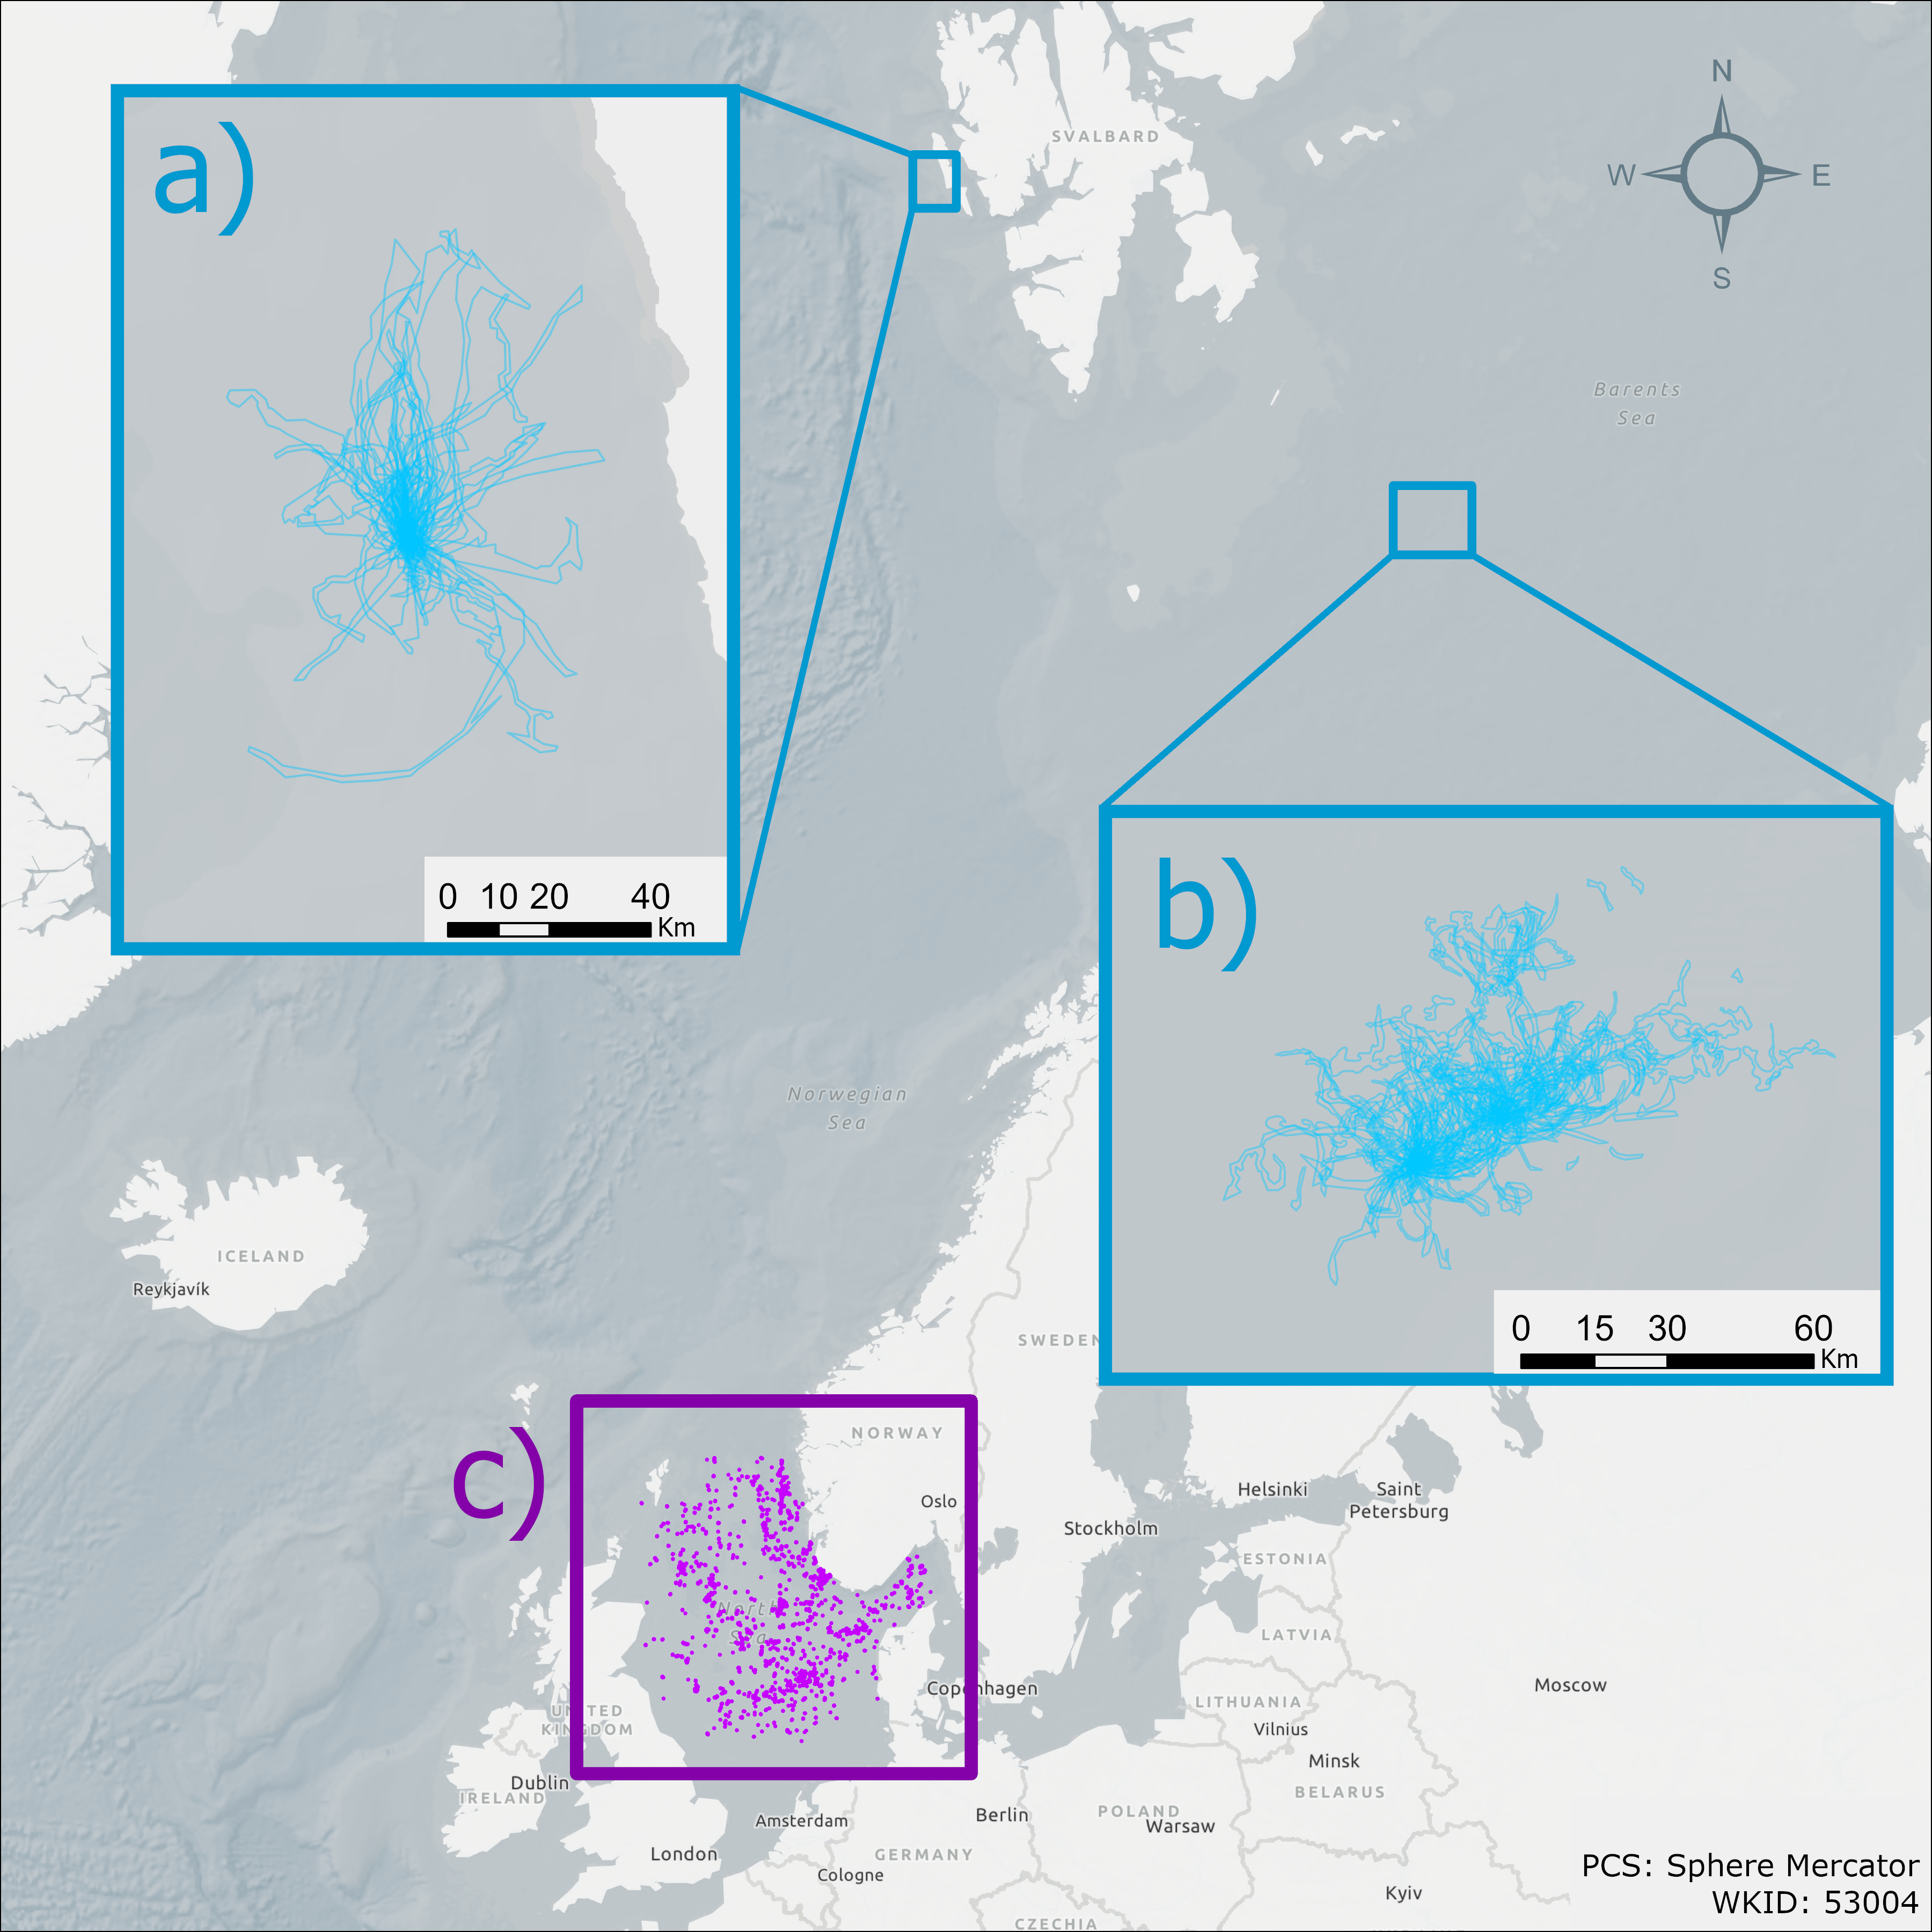 N
SVALBARD
a)
W
E
S
Barents
Sea
b)
0 10 20 40
Km
Norwegian
Sea
ICELAND
Reykjavík
0 15 30 60
Km
SWEDEN
c)
NORWAY
Oslo
Helsinki
Saint
Petersburg
Stockholm
ESTONIA
North
Sea
LATVIA
Moscow
Copenhagen
LITHUANIA
UNITED
KINGDOM
Vilnius
Minsk
Dublin
IRELAND
BELARUS
Amsterdam
Berlin
POLAND
Warsaw
London
GERMANY
Cologne
PCS: Sphere Mercator
Kyiv
WKID: 53004
CZECHIA